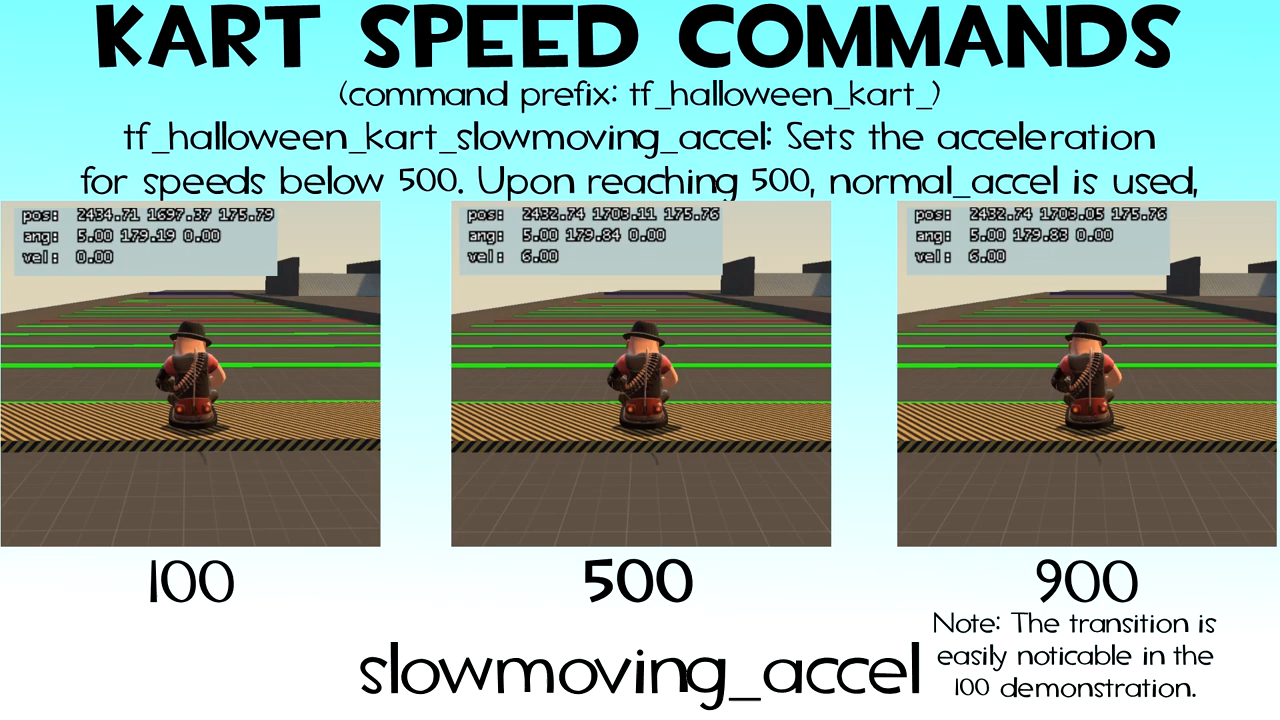 KART SPEED COMMANDS
(command prefix: tf_halloween_kart_)
tf_halloween_kart_slowmoving_accel: Sets the acceleration
for speeds below 500. Upon reaching 500, normal_accel is used,
pos: 2434.71 1697.37 175.79
ang: 5.00 179.19 0.00
vel: 0.00
pos: 2432.74 1703.11 175.76
ang: 5.00 179.84 0.00
vel: 6.00
pos: 2432.74 1703.05 175.76
ang: 5.00 179.83 0.00
vel: 6.00
100
500
900
Note: The transition is
easily noticable in the
100 demonstration.
slowmoving_accel